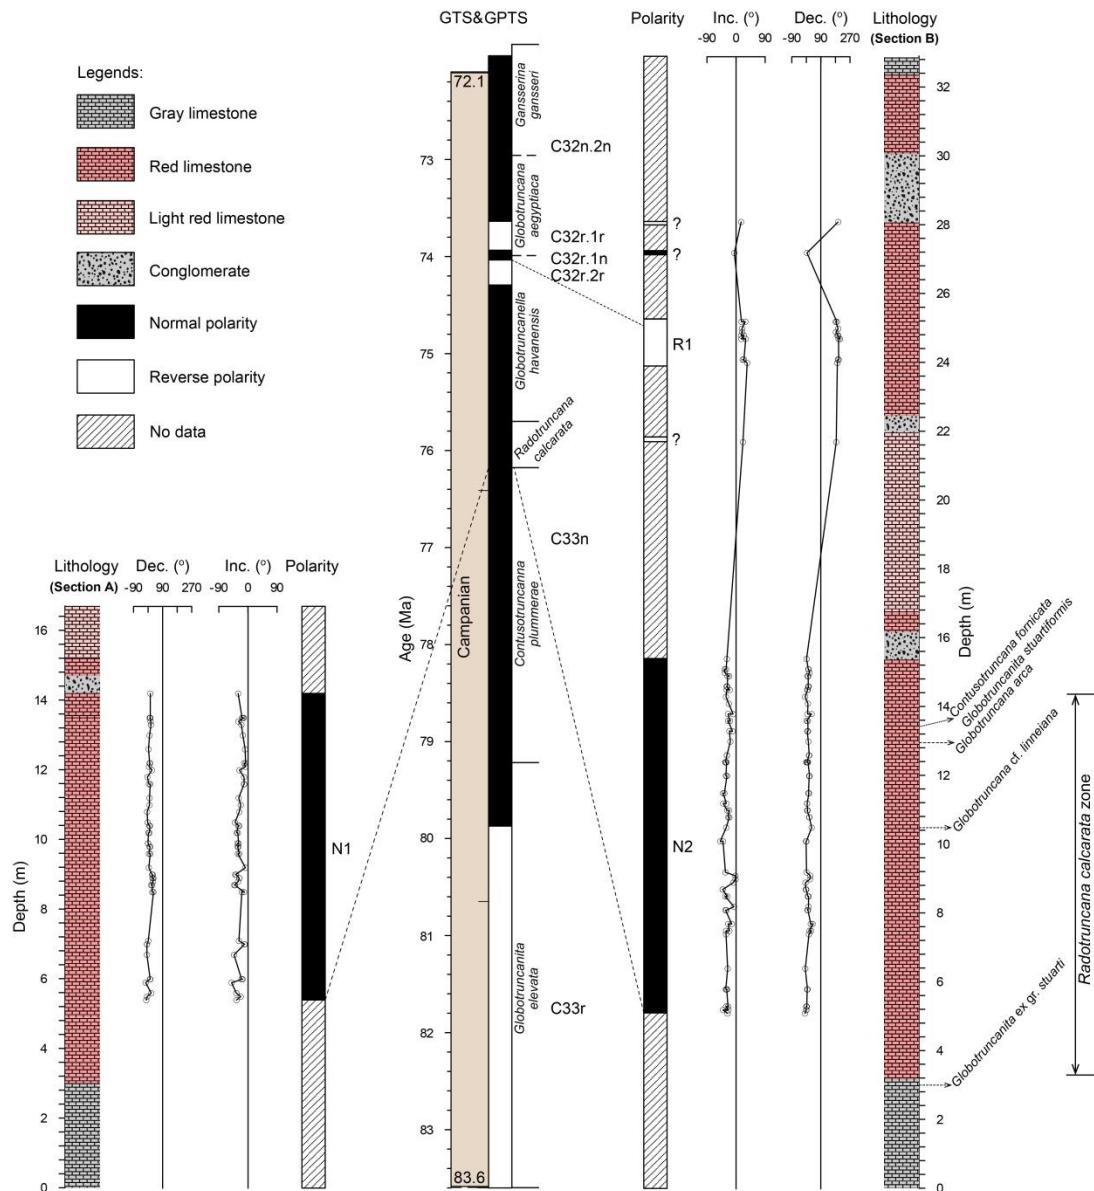 GTS&GPTS
Polarity
Inc. (º)
-90 0 90
Dec. (º)
-90 90 270
Lithology
(Section B)
Legends:
Gray limestone
Red limestone
Light red limestone
Conglomerate
Normal polarity
Reverse polarity
No data
72.1
73
74
75
76
77
78
79
80
81
82
83
83.6
Age (Ma)
Campanian
Gansserina
gansseri
Globotruncana
aegyptiaca
Globotruncanella
havanensis
Radotruncana
calcarata
Contusotruncanna
plummerae
Globotruncanita
elevata
C32n.2n
C32r.1r
C32r.1n
C32r.2r
C33n
C33r
?
?
R1
?
N2
32
30
28
26
24
22
20
18
16
14
12
10
8
6
4
2
0
Depth (m)
Contusotruncana fornicata
Globotruncanita stuartiformis
Globotruncana arca
Globotruncana cf. linneiana
Globotruncanita ex gr. stuarti
Radotruncana calcarata zone
Lithology
(Section A)
Dec. (º)
-90 90 270
Inc. (º)
-90 0 90
Polarity
16
14
12
10
8
6
4
2
0
Depth (m)
N1